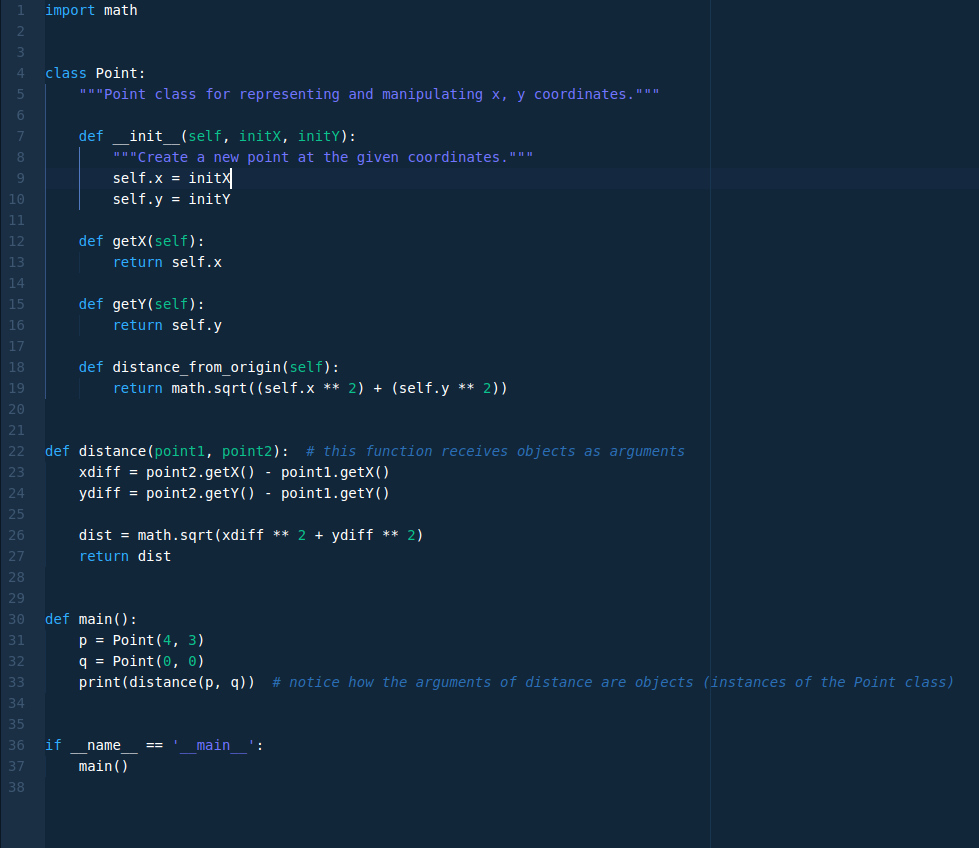 1 import math
2
3
4 class Point:
5     """Point class for representing and manipulating x, y coordinates."""
6
7     def __init__(self, initX, initY):
8         """Create a new point at the given coordinates."""
9         self.x = initX
10         self.y = initY
11
12     def getX(self):
13         return self.x
14
15     def getY(self):
16         return self.y
17
18     def distance_from_origin(self):
19         return math.sqrt((self.x ** 2) + (self.y ** 2))
20
21
22 def distance(point1, point2):  # this function receives objects as arguments
23     xdiff = point2.getX() - point1.getX()
24     ydiff = point2.getY() - point1.getY()
25
26     dist = math.sqrt(xdiff ** 2 + ydiff ** 2)
27     return dist
28
29
30 def main():
31     p = Point(4, 3)
32     q = Point(0, 0)
33     print(distance(p, q))  # notice how the arguments of distance are objects (instances of the Point class)
34
35
36 if __name__ == '__main__':
37     main()
38